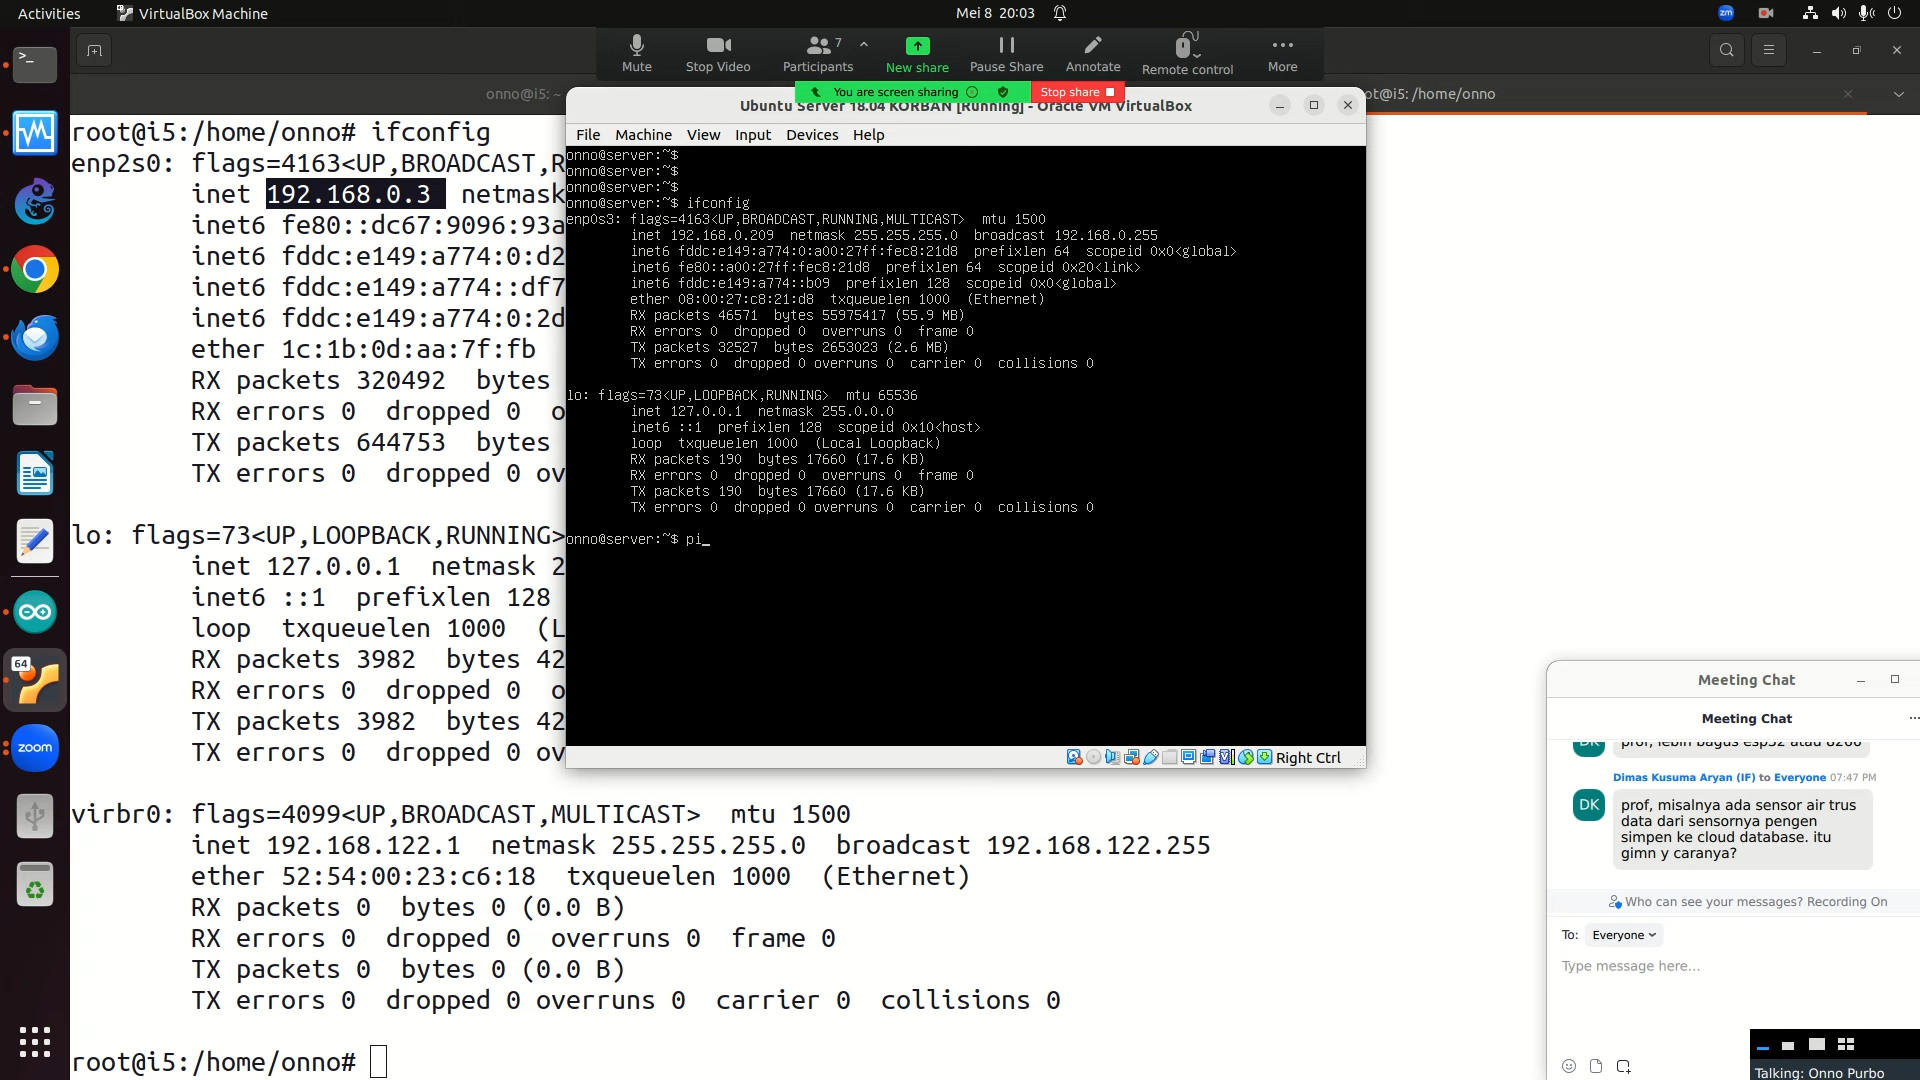 Activities
VirtualBox Machine
Mei 8 20:03
zm
Mute
Stop Video
Participants
7
New share
Pause Share
Annotate
Remote control
More
You are screen sharing
Stop share
onno@i5: ~
ot@i5: /home/onno
root@i5:/home/onno# ifconfig
enp2s0: flags=4163<UP,BROADCAST,R
inet 192.168.0.3 netmask
inet6 fe80::dc67:9096:93a
inet6 fddc:e149:a774:0:d2
inet6 fddc:e149:a774::df7
inet6 fddc:e149:a774:0:2d
ether 1c:1b:0d:aa:7f:fb
RX packets 320492 bytes
RX errors 0 dropped 0 o
TX packets 644753 bytes
TX errors 0 dropped 0 ov
lo: flags=73<UP,LOOPBACK,RUNNING>
inet 127.0.0.1 netmask 2
inet6 ::1 prefixlen 128
loop txqueuelen 1000 (L
RX packets 3982 bytes 42
RX errors 0 dropped 0 o
TX packets 3982 bytes 42
TX errors 0 dropped 0 ov
virbr0: flags=4099<UP,BROADCAST,MULTICAST> mtu 1500
inet 192.168.122.1 netmask 255.255.255.0 broadcast 192.168.122.255
ether 52:54:00:23:c6:18 txqueuelen 1000 (Ethernet)
RX packets 0 bytes 0 (0.0 B)
RX errors 0 dropped 0 overruns 0 frame 0
TX packets 0 bytes 0 (0.0 B)
TX errors 0 dropped 0 overruns 0 carrier 0 collisions 0
root@i5:/home/onno#
Ubuntu Server 18.04 KORBAN [Running] - Oracle VM VirtualBox
File Machine View Input Devices Help
onno@server:~$
onno@server:~$
onno@server:~$
onno@server:~$ ifconfig
enp0s3: flags=4163<UP,BROADCAST,RUNNING,MULTICAST> mtu 1500
inet 192.168.0.209 netmask 255.255.255.0 broadcast 192.168.0.255
inet6 fddc:e149:a774:0:a00:27ff:fec8:21d8 prefixlen 64 scopeid 0x0<global>
inet6 fe80::a00:27ff:fec8:21d8 prefixlen 64 scopeid 0x20<link>
inet6 fddc:e149:a774::b09 prefixlen 128 scopeid 0x0<global>
ether 08:00:27:c8:21:d8 txqueuelen 1000 (Ethernet)
RX packets 46571 bytes 55975417 (55.9 MB)
RX errors 0 dropped 0 overruns 0 frame 0
TX packets 32527 bytes 2653023 (2.6 MB)
TX errors 0 dropped 0 overruns 0 carrier 0 collisions 0
lo: flags=73<UP,LOOPBACK,RUNNING> mtu 65536
inet 127.0.0.1 netmask 255.0.0.0
inet6 ::1 prefixlen 128 scopeid 0x10<host>
loop txqueuelen 1000 (Local Loopback)
RX packets 190 bytes 17660 (17.6 KB)
RX errors 0 dropped 0 overruns 0 frame 0
TX packets 190 bytes 17660 (17.6 KB)
TX errors 0 dropped 0 overruns 0 carrier 0 collisions 0
onno@server:~$ pi_
Right Ctrl
64
zoom
Meeting Chat
Meeting Chat
DK
prof, lebih bagus esp32 atau 8266
Dimas Kusuma Aryan (IF) to Everyone 07:47 PM
DK
prof, misalnya ada sensor air trus
data dari sensornya pengen
simpen ke cloud database. itu
gimn y caranya?
Who can see your messages? Recording On
To: Everyone
Type message here...
Talking: Onno Purbo